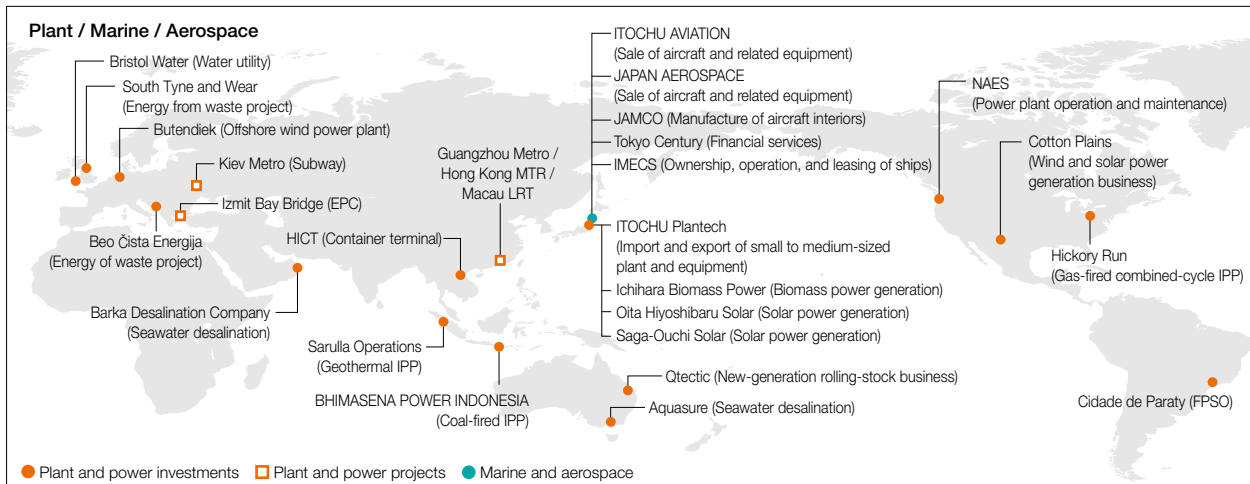 Plant / Marine / Aerospace
Bristol Water (Water utility)
South Tyne and Wear
(Energy from waste project)
Butendiek (Offshore wind power plant)
Kiev Metro (Subway)
Izmit Bay Bridge (EPC)
Beo Čista Energija
(Energy of waste project)
Barka Desalination Company
(Seawater desalination)
HICT (Container terminal)
Guangzhou Metro /
Hong Kong MTR /
Macau LRT
Sarulla Operations
(Geothermal IPP)
BHIMASENA POWER INDONESIA
(Coal-fired IPP)
ITOCHU AVIATION
(Sale of aircraft and related equipment)
JAPAN AEROSPACE
(Sale of aircraft and related equipment)
JAMCO (Manufacture of aircraft interiors)
Tokyo Century (Financial services)
IMECS (Ownership, operation, and leasing of ships)
ITOCHU Plantech
(Import and export of small to medium-sized
plant and equipment)
Ichihara Biomass Power (Biomass power generation)
Oita Hiyoshibaru Solar (Solar power generation)
Saga-Ouchi Solar (Solar power generation)
Qtectic (New-generation rolling-stock business)
Aquasure (Seawater desalination)
NAES
(Power plant operation and maintenance)
Cotton Plains
(Wind and solar power
generation business)
Hickory Run
(Gas-fired combined-cycle IPP)
Cidade de Paraty (FPSO)
Plant and power investments
Plant and power projects
Marine and aerospace